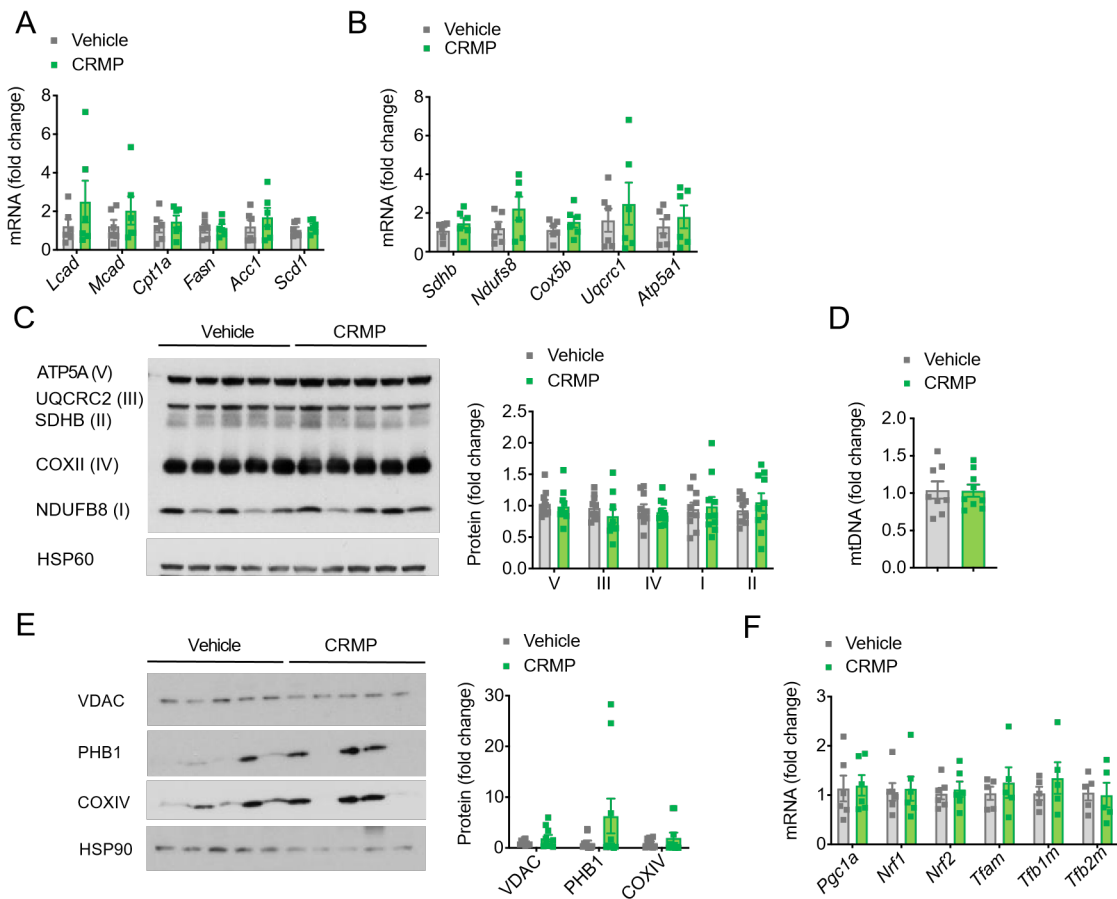 A
Vehicle
CRMP
mRNA (fold change)
8
6
4
2
0
Lcad
Mcad
Cpt1a
Fasn
Acc1
Scd1
B
Vehicle
CRMP
mRNA (fold change)
8
6
4
2
0
Sdhb
Ndufs8
Cox5b
Uqcrc1
Atp5a1
C
Vehicle
CRMP
ATP5A (V)
UQCRC2 (III)
SDHB (II)
COXII (IV)
NDUFB8 (I)
HSP60
Vehicle
CRMP
Protein (fold change)
2.5
2.0
1.5
1.0
0.5
0.0
V
III
IV
I
II
D
Vehicle
CRMP
mtDNA (fold change)
2.0
1.5
1.0
0.5
0.0
E
Vehicle
CRMP
VDAC
PHB1
COXIV
HSP90
Vehicle
CRMP
Protein (fold change)
30
20
10
0
VDAC
PHB1
COXIV
F
Vehicle
CRMP
mRNA (fold change)
3
2
1
0
Pgc1a
Nrf1
Nrf2
Tfam
Tfb1m
Tfb2m